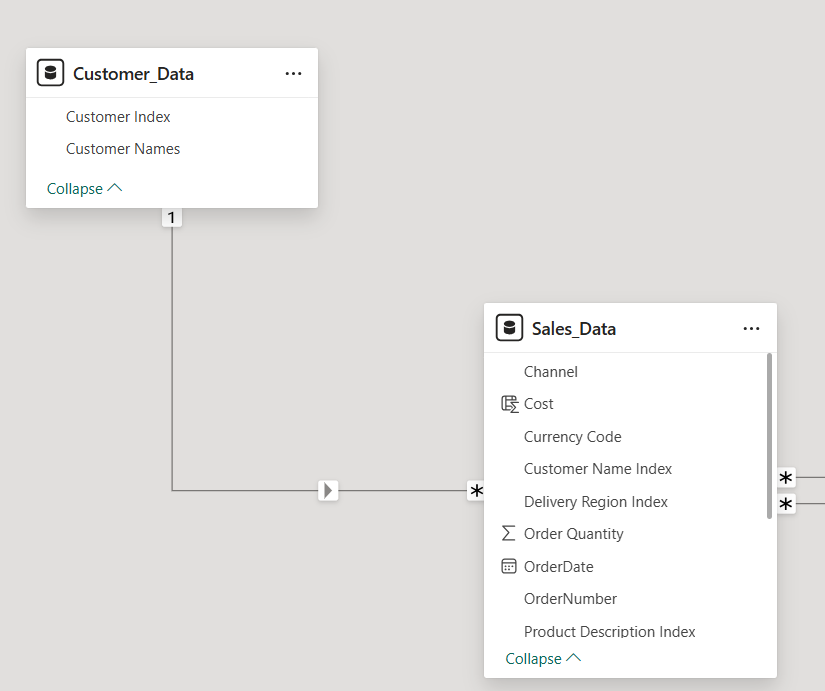 Customer_Data
Customer Index
Customer Names
Collapse
1
Sales_Data
Channel
Cost
Currency Code
Customer Name Index
Delivery Region Index
Order Quantity
OrderDate
OrderNumber
Product Description Index
Collapse